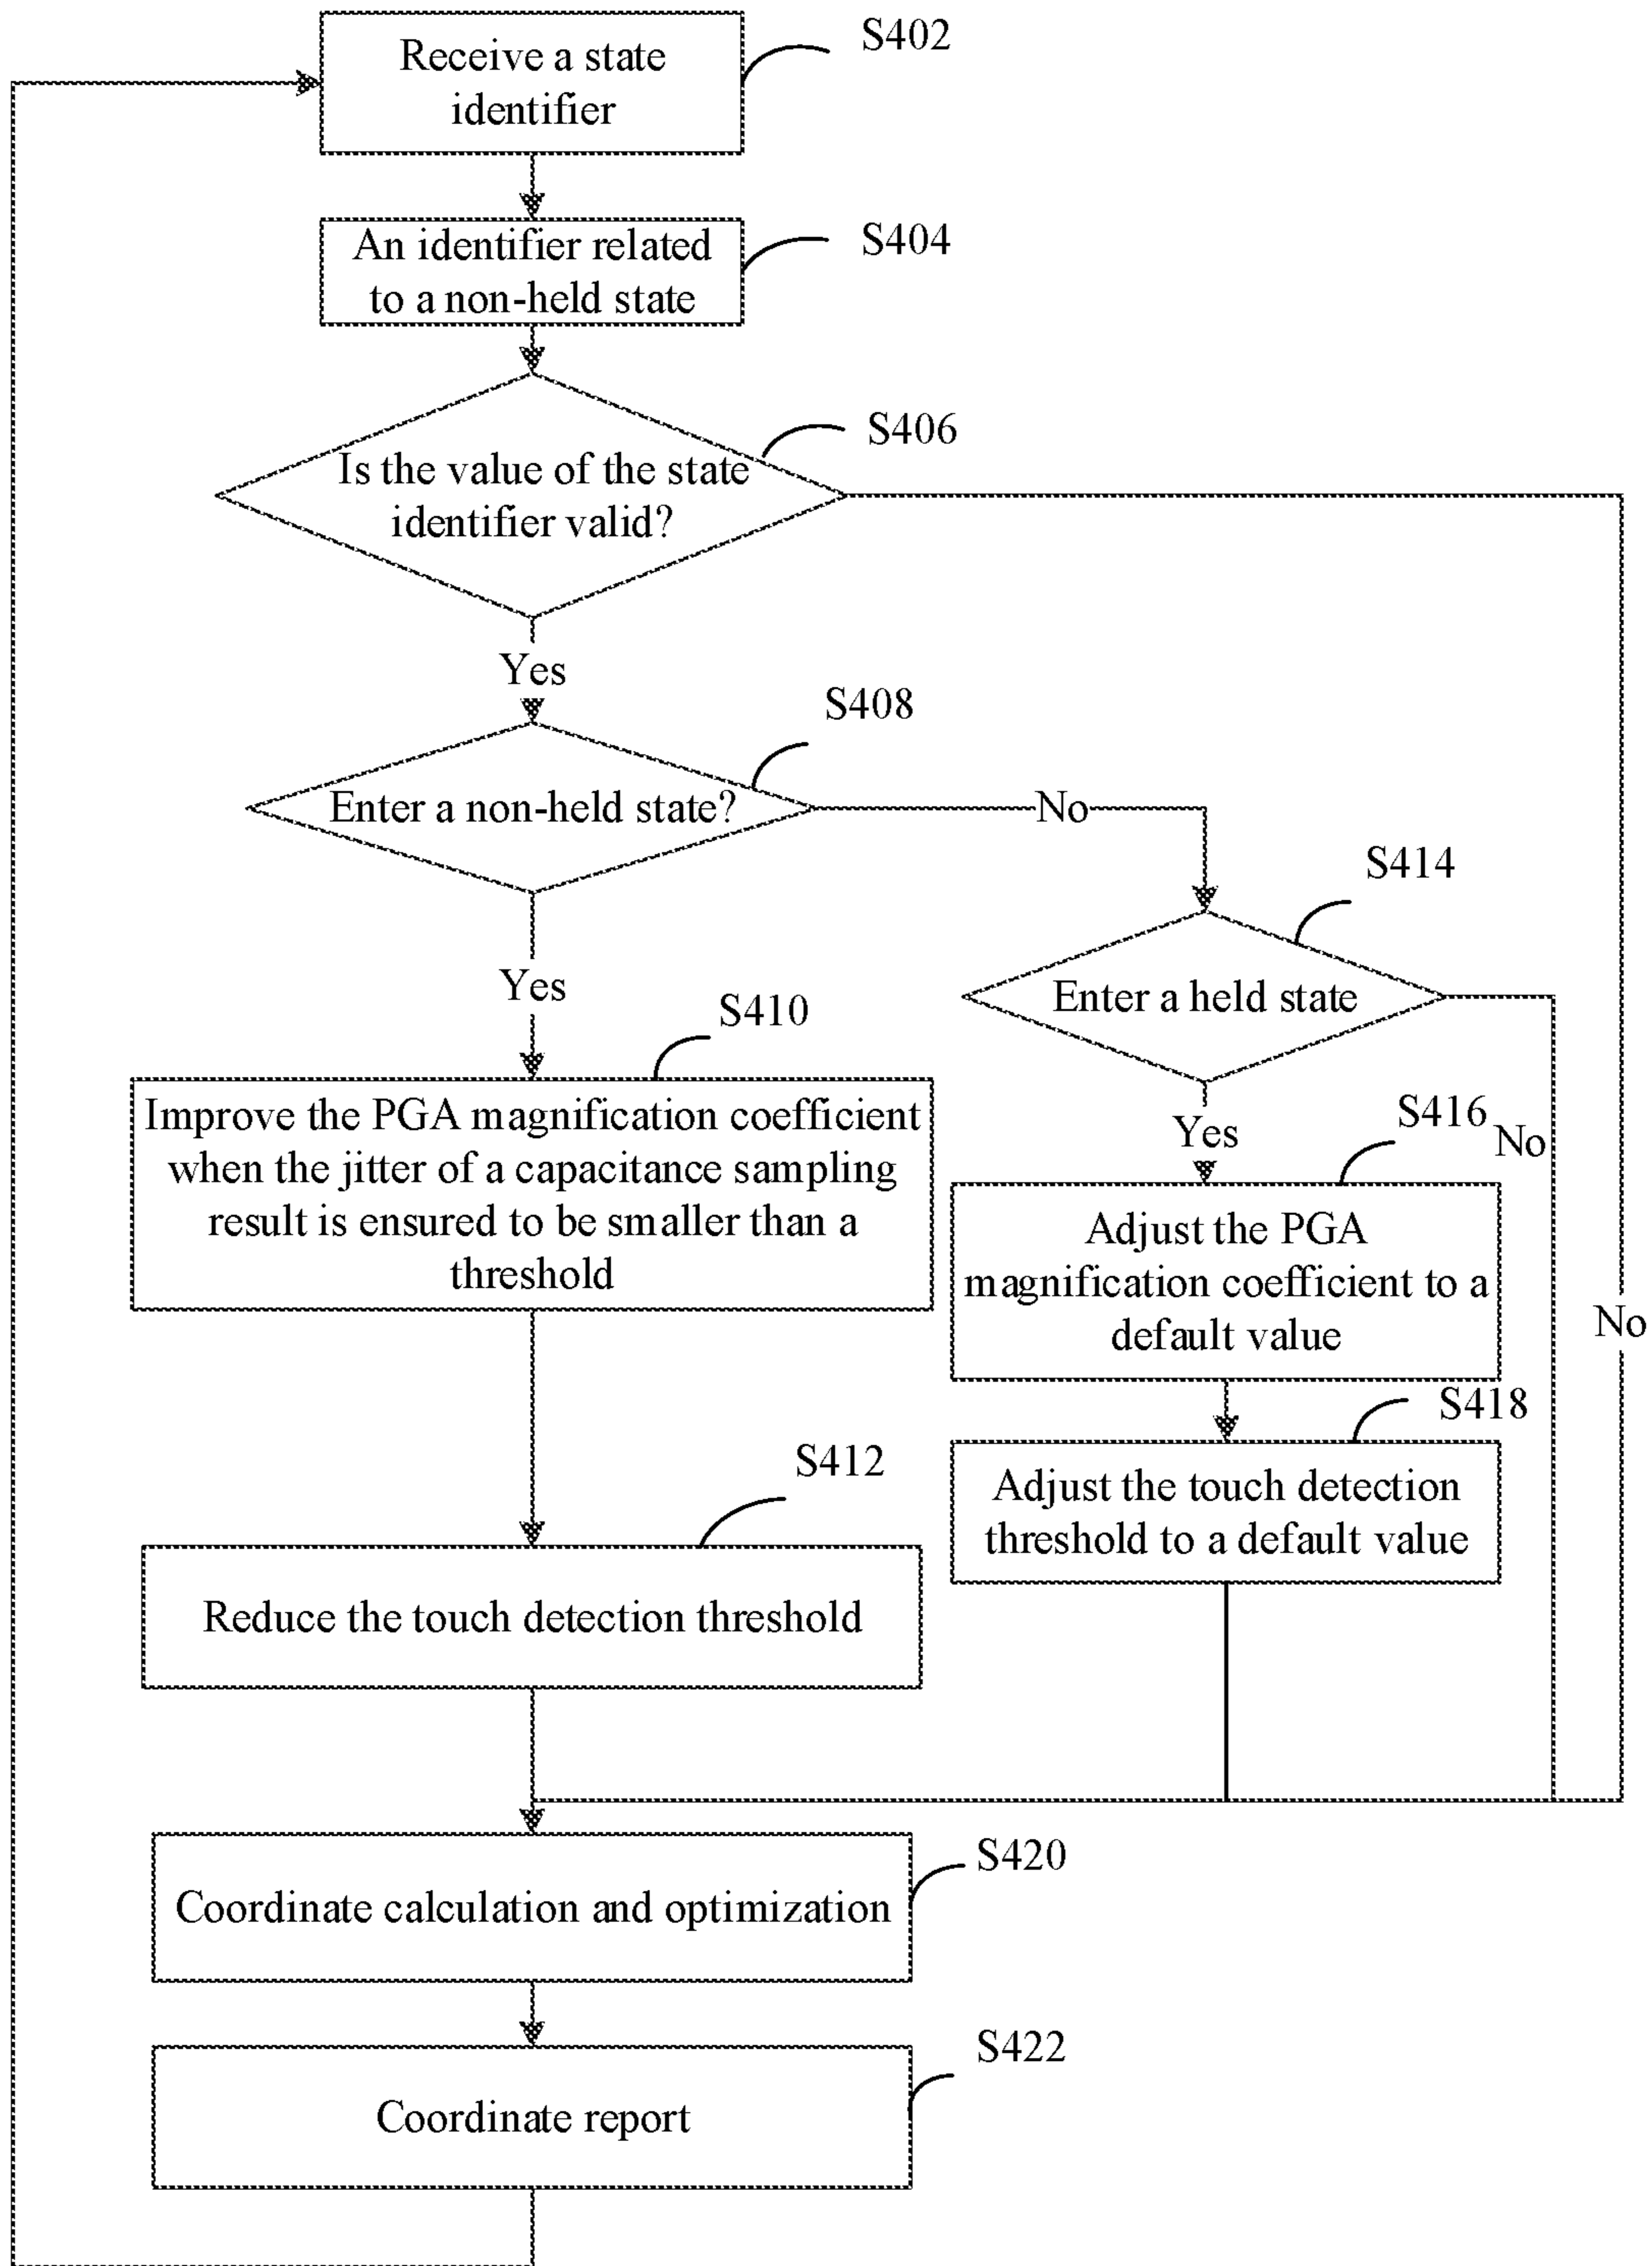 Receive a state
identifier
S402
An identifier related
to a non-held state
S404
Is the value of the state
identifier valid?
S406
Yes
Enter a non-held state?
S408
No
Enter a held state
S414
Yes
S410
Improve the PGA magnification coefficient
when the jitter of a capacitance sampling
result is ensured to be smaller than a
threshold
Yes
S416
No
Adjust the PGA
magnification coefficient to a
default value
No
S418
Adjust the touch detection
threshold to a default value
S412
Reduce the touch detection threshold
S420
Coordinate calculation and optimization
S422
Coordinate report